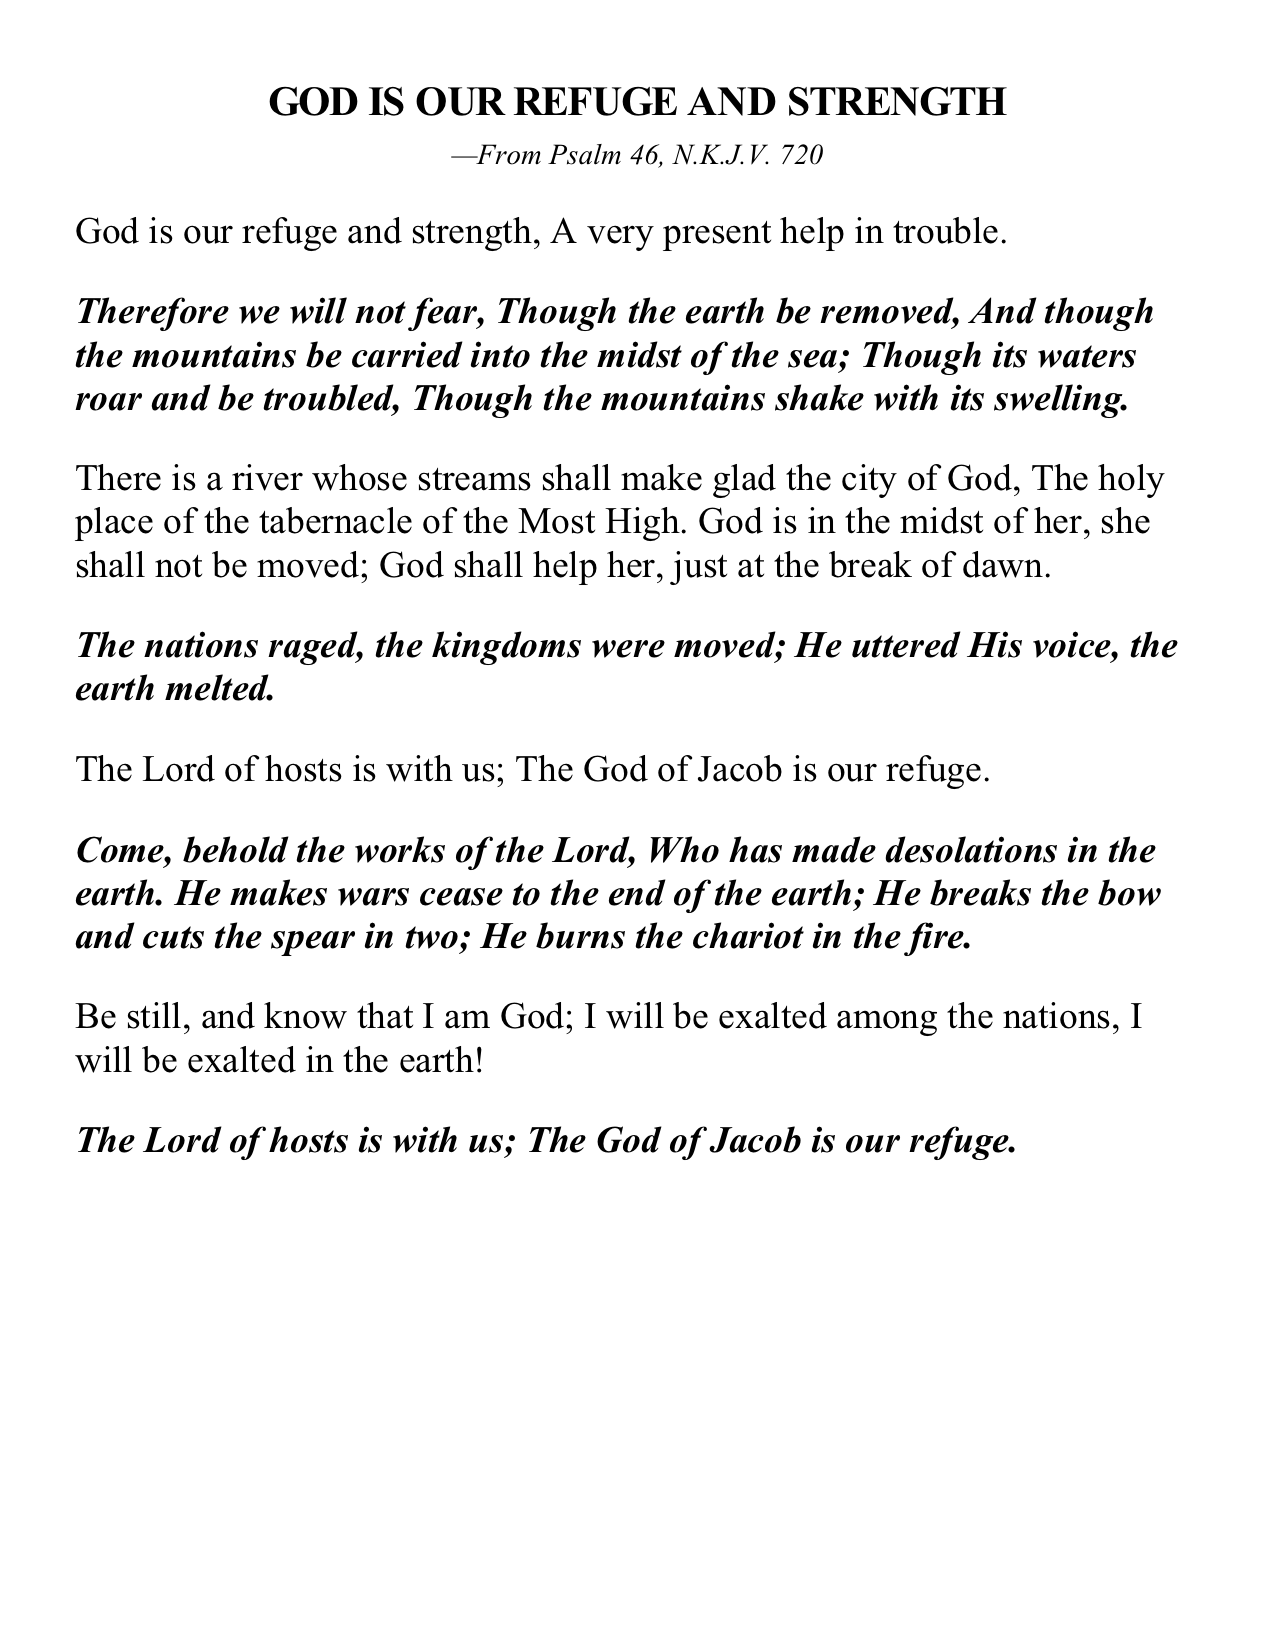 GOD IS OUR REFUGE AND STRENGTH
—From Psalm 46, N.K.J.V. 720
God is our refuge and strength, A very present help in trouble.
Therefore we will not fear, Though the earth be removed, And though
the mountains be carried into the midst of the sea; Though its waters
roar and be troubled, Though the mountains shake with its swelling.
There is a river whose streams shall make glad the city of God, The holy
place of the tabernacle of the Most High. God is in the midst of her, she
shall not be moved; God shall help her, just at the break of dawn.
The nations raged, the kingdoms were moved; He uttered His voice, the
earth melted.
The Lord of hosts is with us; The God of Jacob is our refuge.
Come, behold the works of the Lord, Who has made desolations in the
earth. He makes wars cease to the end of the earth; He breaks the bow
and cuts the spear in two; He burns the chariot in the fire.
Be still, and know that I am God; I will be exalted among the nations, I
will be exalted in the earth!
The Lord of hosts is with us; The God of Jacob is our refuge.